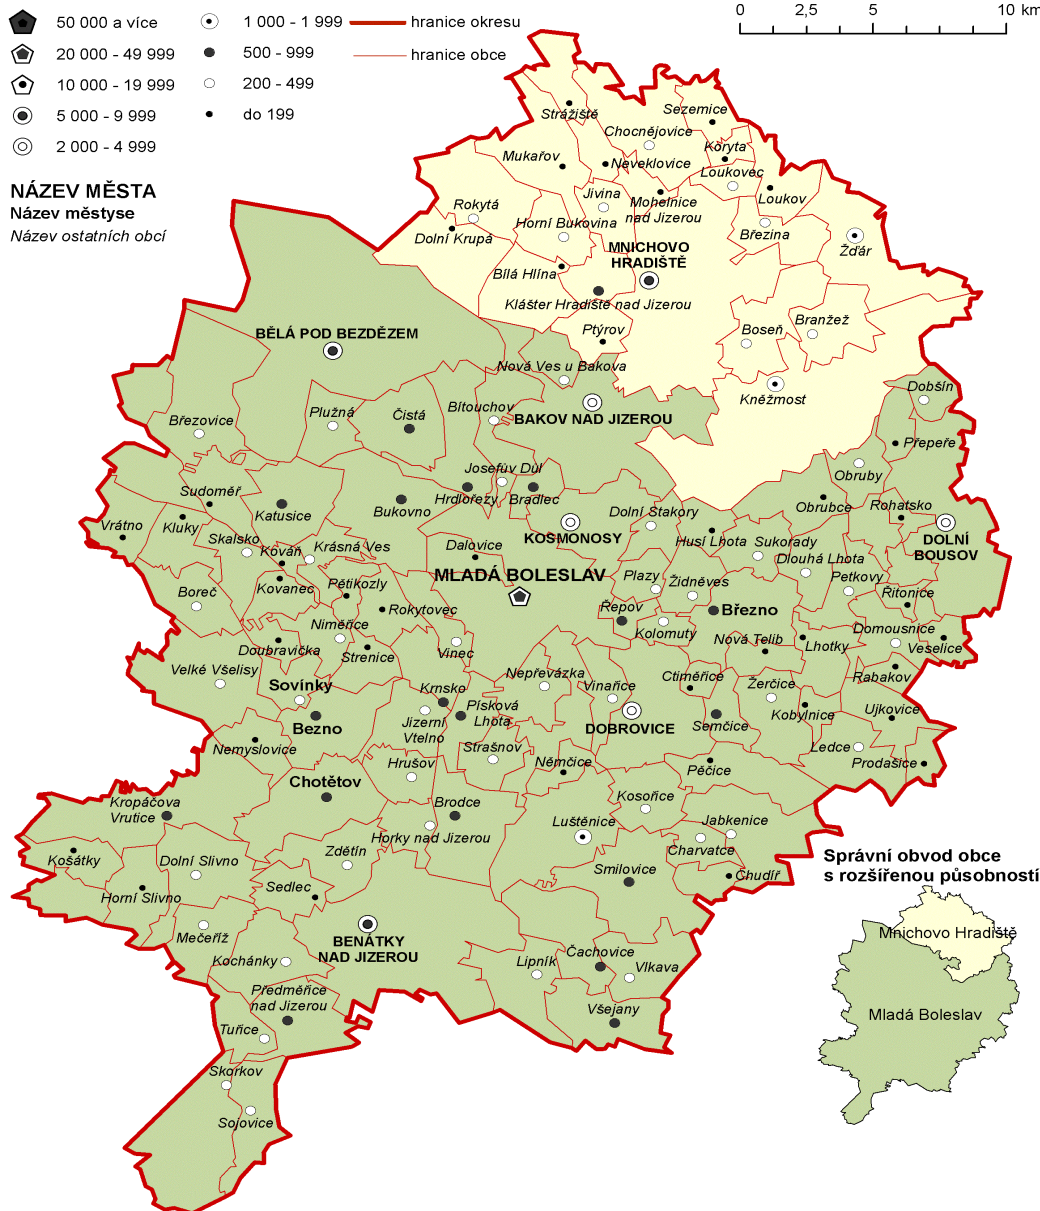 50 000 a více
20 000 - 49 999
10 000 - 19 999
5 000 - 9 999
2 000 - 4 999
1 000 - 1 999
500 - 999
200 - 499
do 199
hranice okresu
hranice obce
0
2,5
5
10 km
NÁZEV MĚSTA
Název městyse
Název ostatních obcí
Strážiště
Sezemice
Chocnějovice
Mukařov
Neveklovice
Koryta
Loukovec
Jivina
Mohelnice
nad Jizerou
Loukov
Rokytá
Horní Bukovina
Dolní Krupá
Březina
Žďár
MNICHOVO
HRADIŠTĚ
Bílá Hlína
Klášter Hradiště nad Jizerou
Ptýrov
Boseň
Branžež
BĚLÁ POD BEZDĚZEM
Nová Ves u Bakova
Kněžmost
Dobšín
Březovice
Plužná
Čistá
Bítouchov
BAKOV NAD JIZEROU
Přepeře
Josefův Důl
Obruby
Sudoměř
Katusice
Bukovno
Hrdlořezy
Bradlec
Dolní Stakory
Obrubce
Rohatsko
Vrátno
Kluky
Skalsko
Kováň
Krásná Ves
Dalovice
KOSMONOSY
Husí Lhota
Sukorady
DOLNÍ
BOUSOV
Dlouhá Lhota
MLADÁ BOLESLAV
Plazy
Židněves
Petkovy
Boreč
Kovanec
Pětikozly
Rokytovec
Řepov
Březno
Řitonice
Niměřice
Kolomuty
Nová Telib
Lhotky
Domousnice
Veselice
Doubravička
Strenice
Vinec
Velké Všelisy
Sovínky
Nepřevázka
Vinařice
Ctiměřice
Žerčice
Rabakov
Krnsko
Písková
Lhota
Jizerní
Vtelno
Bezno
DOBROVICE
Semčice
Kobylnice
Ujkovice
Nemyslovice
Strašnov
Ledce
Prodašice
Hrušov
Němčice
Pěčice
Chotětov
Kropáčova
Vrutice
Brodce
Kosořice
Horky nad Jizerou
Luštěnice
Jabkenice
Charvatce
Košátky
Dolní Slivno
Zdětín
Horní Slivno
Sedlec
Smilovice
Chudíř
Správní obvod obce
s rozšířenou působností
Mnichovo Hradiště
Mladá Boleslav
Mečeříž
BENÁTKY
NAD JIZEROU
Kochánky
Lipník
Čachovice
Vlkava
Předměřice
nad Jizerou
Všejany
Tuřice
Skorkov
Sojovice